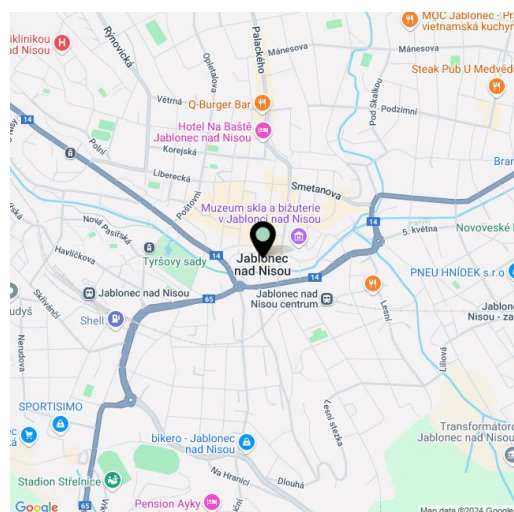 MOC Jablonec - Pra
vietnamská kuchyn
Palackého
klinikou
nad Nisou
Rýnovická
Opletalova
Mánesova
Mánesova
Steak Pub U Medvěd
Větrná
Q-Burger Bar
Pod Skalkou
Podzimní
Hotel Na Baště
Jablonec nad Nisou
14
Polní
Korejská
Liberecká
Bran
Smetanova
Poštovní
Muzeum skla a bižuterie
v Jablonci nad Nisou
14
5. května
Novoveské
Nová Pasířská
14
Jablonec
nad Nisou
Tyršovy sady
Havlíčkova
PNEU HNÍDEK s.r.o
14
Skřivánčí
Jablonec nad Nisou
65
Jablonec nad
Nisou centrum
Lesní
Jablonec
Nisou - za
Shell
udyš
Nerudova
Liliová
SPORTISIMO
Lesní stezka
Transformáto
Jablonec nad Nisou
bikero - Jablonec
nad Nisou
Na Hranici
Dlouhá
Stadion Střelnice
Pension Ayky
65
Google
Map data ©2024 Google